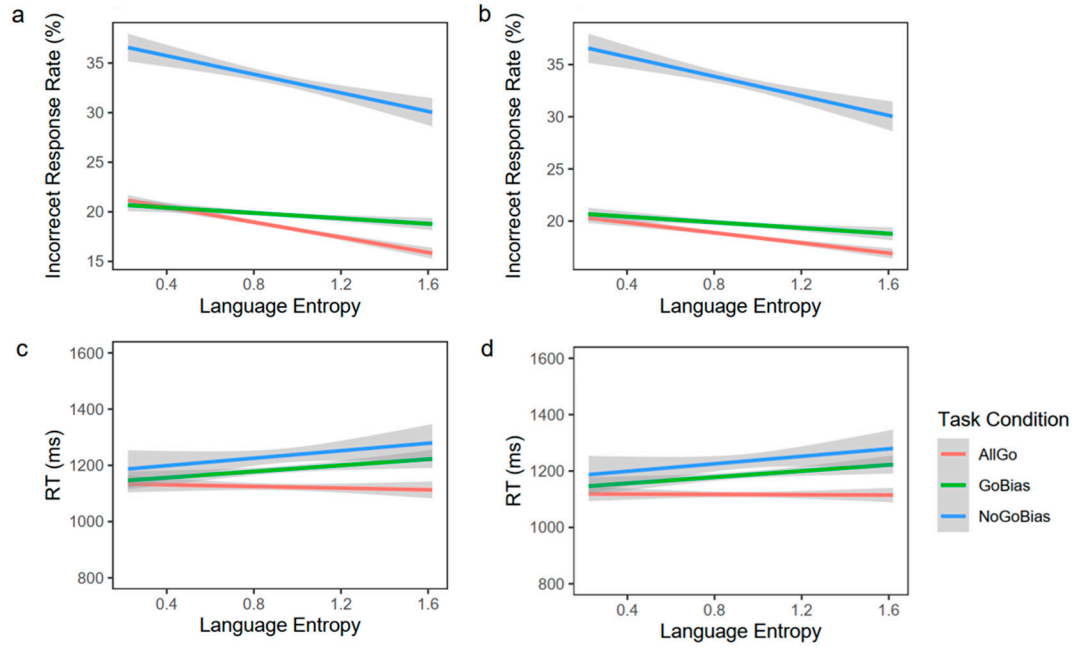 a
Incorrecet Response Rate (%)
35
30
25
20
15
0.4 0.8 1.2 1.6
Language Entropy
b
Incorrecet Response Rate (%)
35
30
25
20
0.4 0.8 1.2 1.6
Language Entropy
c
RT (ms)
1600
1400
1200
1000
800
0.4 0.8 1.2 1.6
Language Entropy
d
RT (ms)
1600
1400
1200
1000
800
0.4 0.8 1.2 1.6
Language Entropy
Task Condition
AllGo
GoBias
NoGoBias